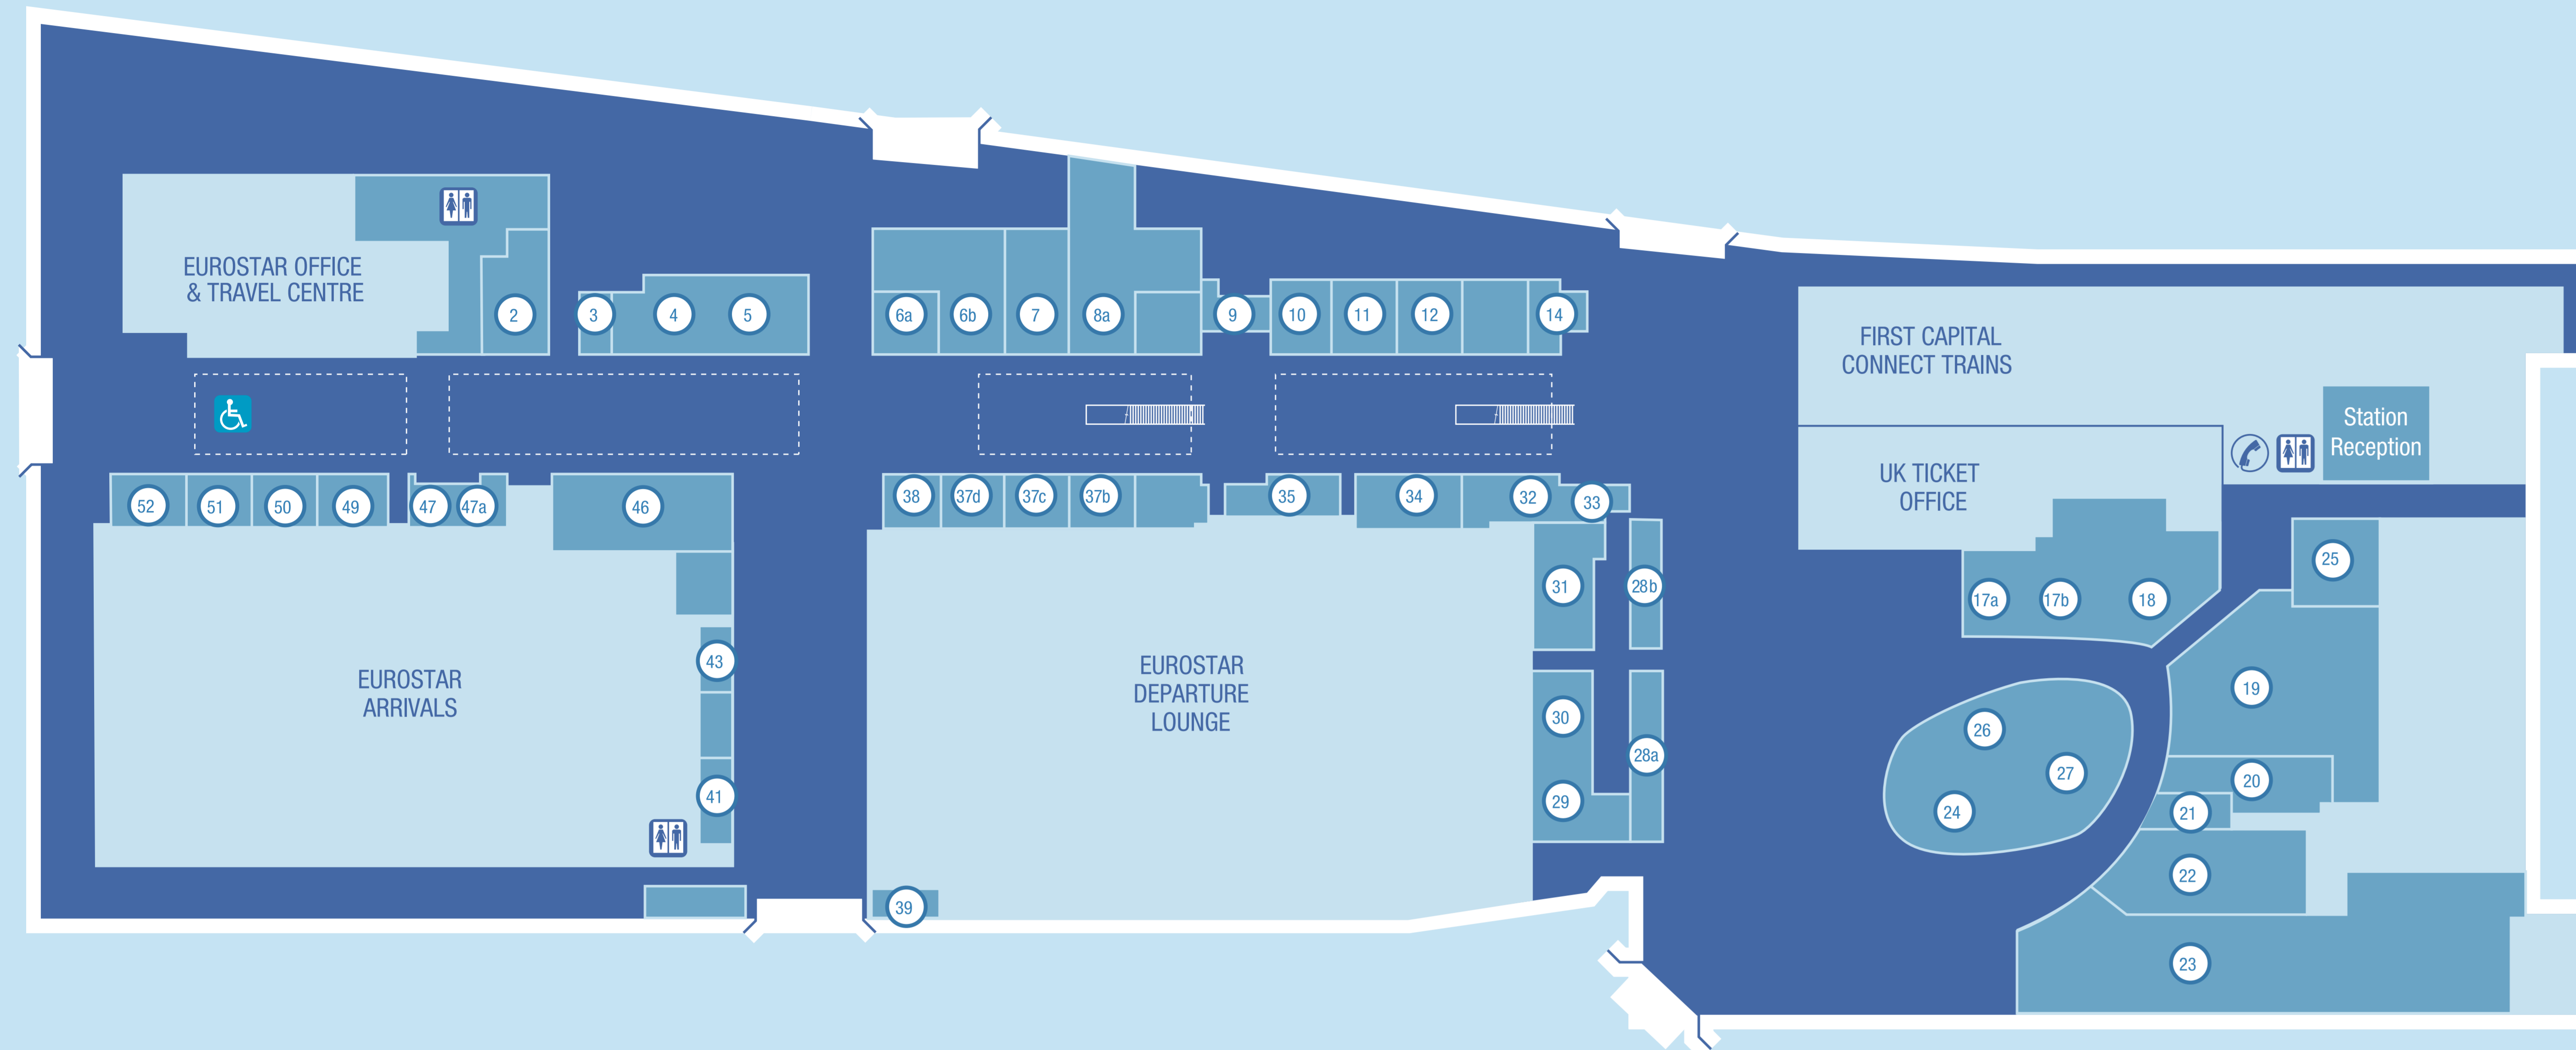 EUROSTAR OFFICE
& TRAVEL CENTRE
2
3
4
5
6a
6b
7
8a
9
10
11
12
14
FIRST CAPITAL
CONNECT TRAINS
Station
Reception
UK TICKET
OFFICE
52
51
50
49
47
47a
46
38
37d
37c
37b
35
34
32
33
31
28b
17a
17b
18
25
43
41
EUROSTAR
ARRIVALS
EUROSTAR
DEPARTURE
LOUNGE
30
29
28a
26
27
24
19
20
21
22
23
39